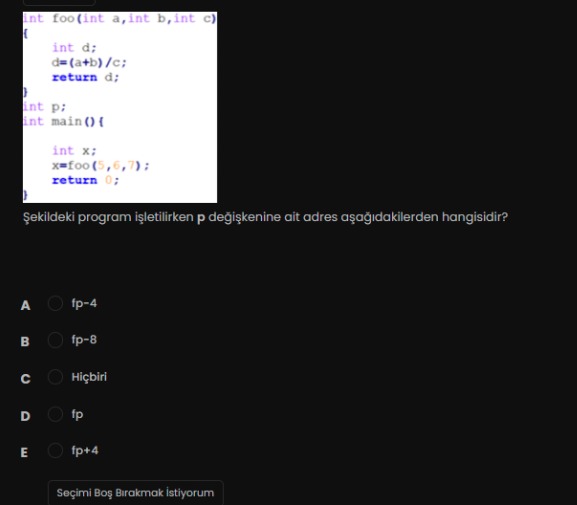 int foo(int a,int b,int c)
{
int d;
d=(a+b)/c;
return d;
}
int p;
int main(){
int x;
x=foo(5,6,7);
return 0;
}
Şekildeki program işletilirken p değişkenine ait adres aşağıdakilerden hangisidir?
A fp-4
B fp-8
C Hiçbiri
D fp
E fp+4
Seçimi Boş Bırakmak İstiyorum